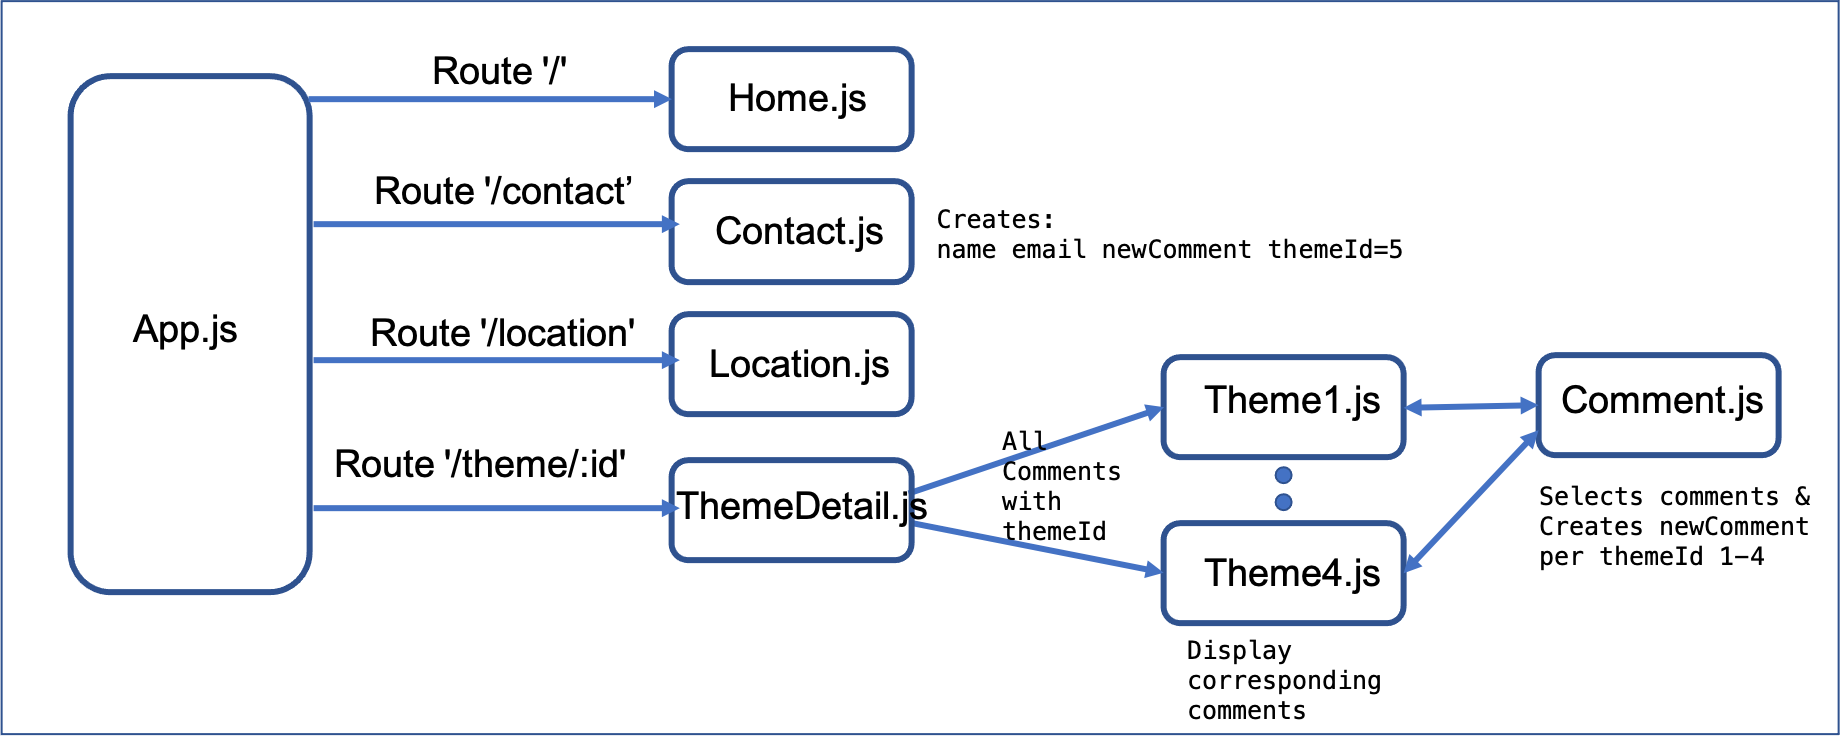 Route '/'
Home.js
Route '/contact’
Contact.js
Creates:
name email newComment themeId=5
App.js
Route '/location'
Location.js
Route '/theme/:id'
ThemeDetail.js
All
Comments
with
themeId
Theme1.js
Comment.js
Selects comments &
Creates newComment
per themeId 1-4
Theme4.js
Display
corresponding
comments